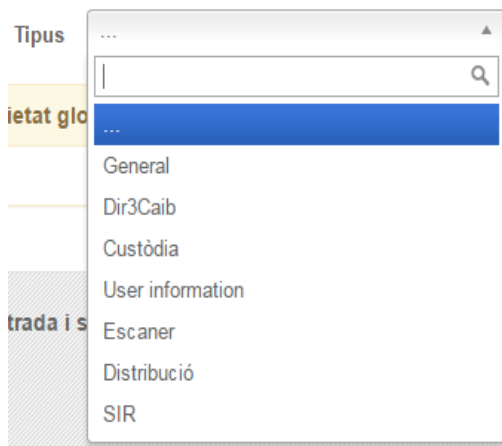 Tipus ...
...
ietat glo
General
Dir3Caib
Custòdia
User information
trada i s
Escaner
Distribució
SIR